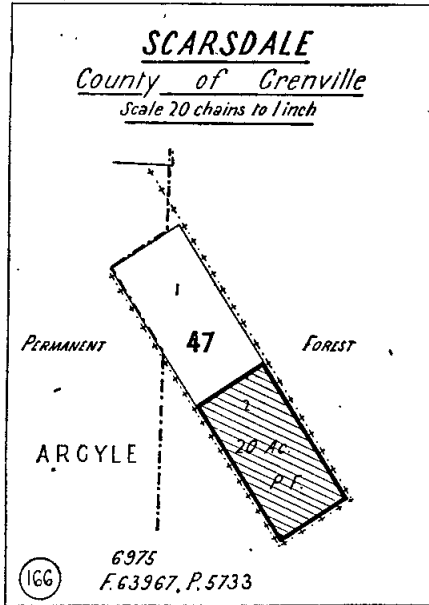 SCARSDALE
County of Grenville
Scale 20 chains to 1 inch
1
PERMANENT 47 FOREST
2
20 Ac.
P.F.
ARGYLE
6975
166 F.63967, P.5733